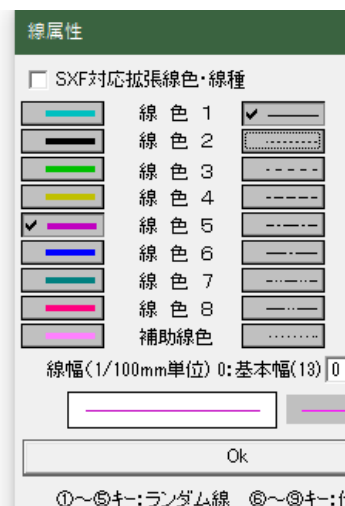 線属性
SXF対応拡張線色・線種
線 色 1
線 色 2
線 色 3
線 色 4
線 色 5
線 色 6
線 色 7
線 色 8
補助線色
線幅(1/100mm単位) 0:基本幅(13) 0
Ok
①～⑤キー:ランダム線 ⑥～⑨キー: